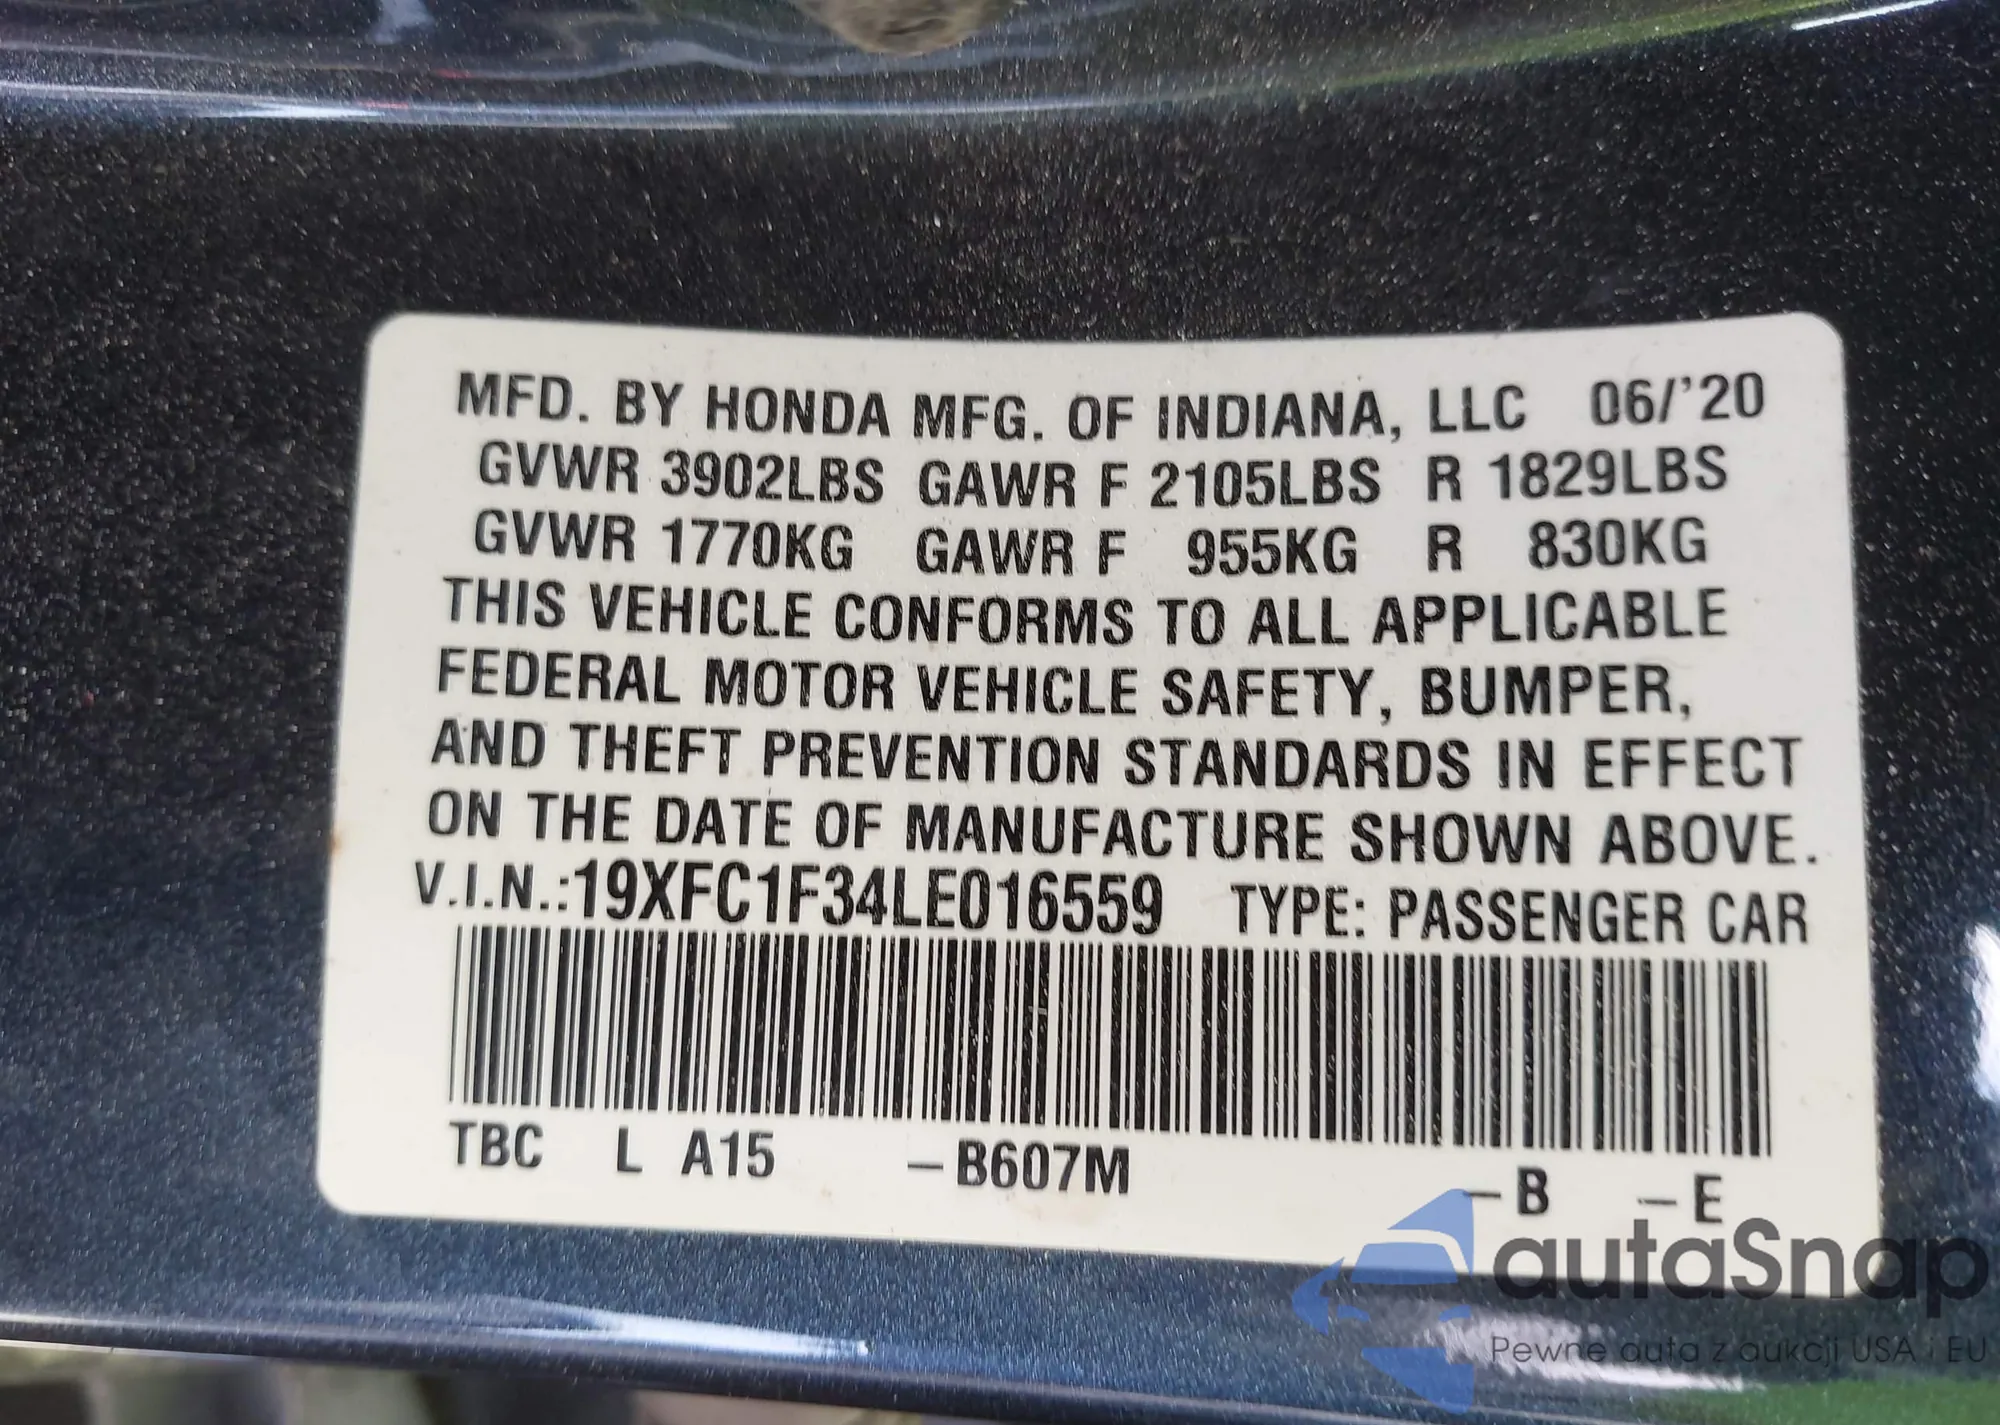 MFD. BY HONDA MFG. OF INDIANA, LLC 06/'20
GVWR 3902LBS GAWR F 2105LBS R 1829LBS
GVWR 1770KG GAWR F 955KG R 830KG
THIS VEHICLE CONFORMS TO ALL APPLICABLE
FEDERAL MOTOR VEHICLE SAFETY, BUMPER,
AND THEFT PREVENTION STANDARDS IN EFFECT
ON THE DATE OF MANUFACTURE SHOWN ABOVE.
V.I.N.:19XFC1F34LE016559 TYPE: PASSENGER CAR
TBC L A15 –B607M –B –E
autaSnap
Pewne auta z aukcji USA i EU